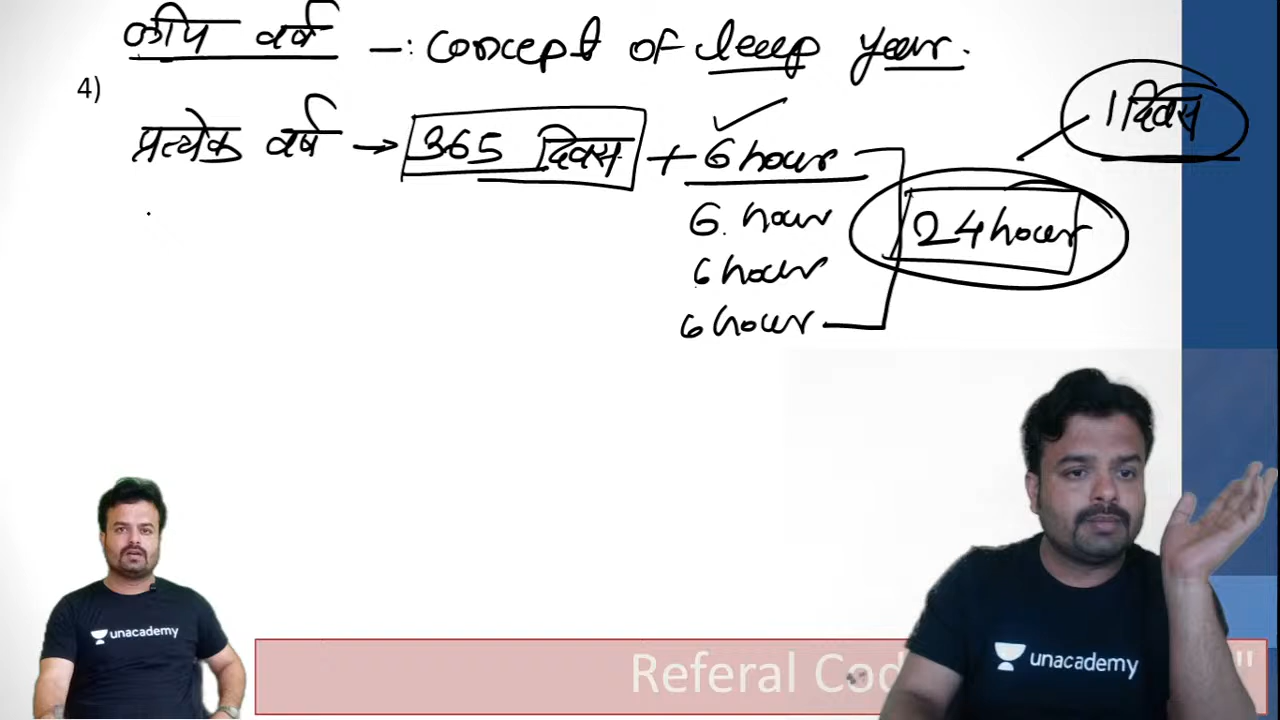 लीप वर्ष -: concept of leep year.
4)
प्रत्येक वर्ष → 365 दिवस + 6 hour
1 दिवस
6. hour
24 hour
6 hour
6 hour
unacademy
unacademy
Referal Cod
"